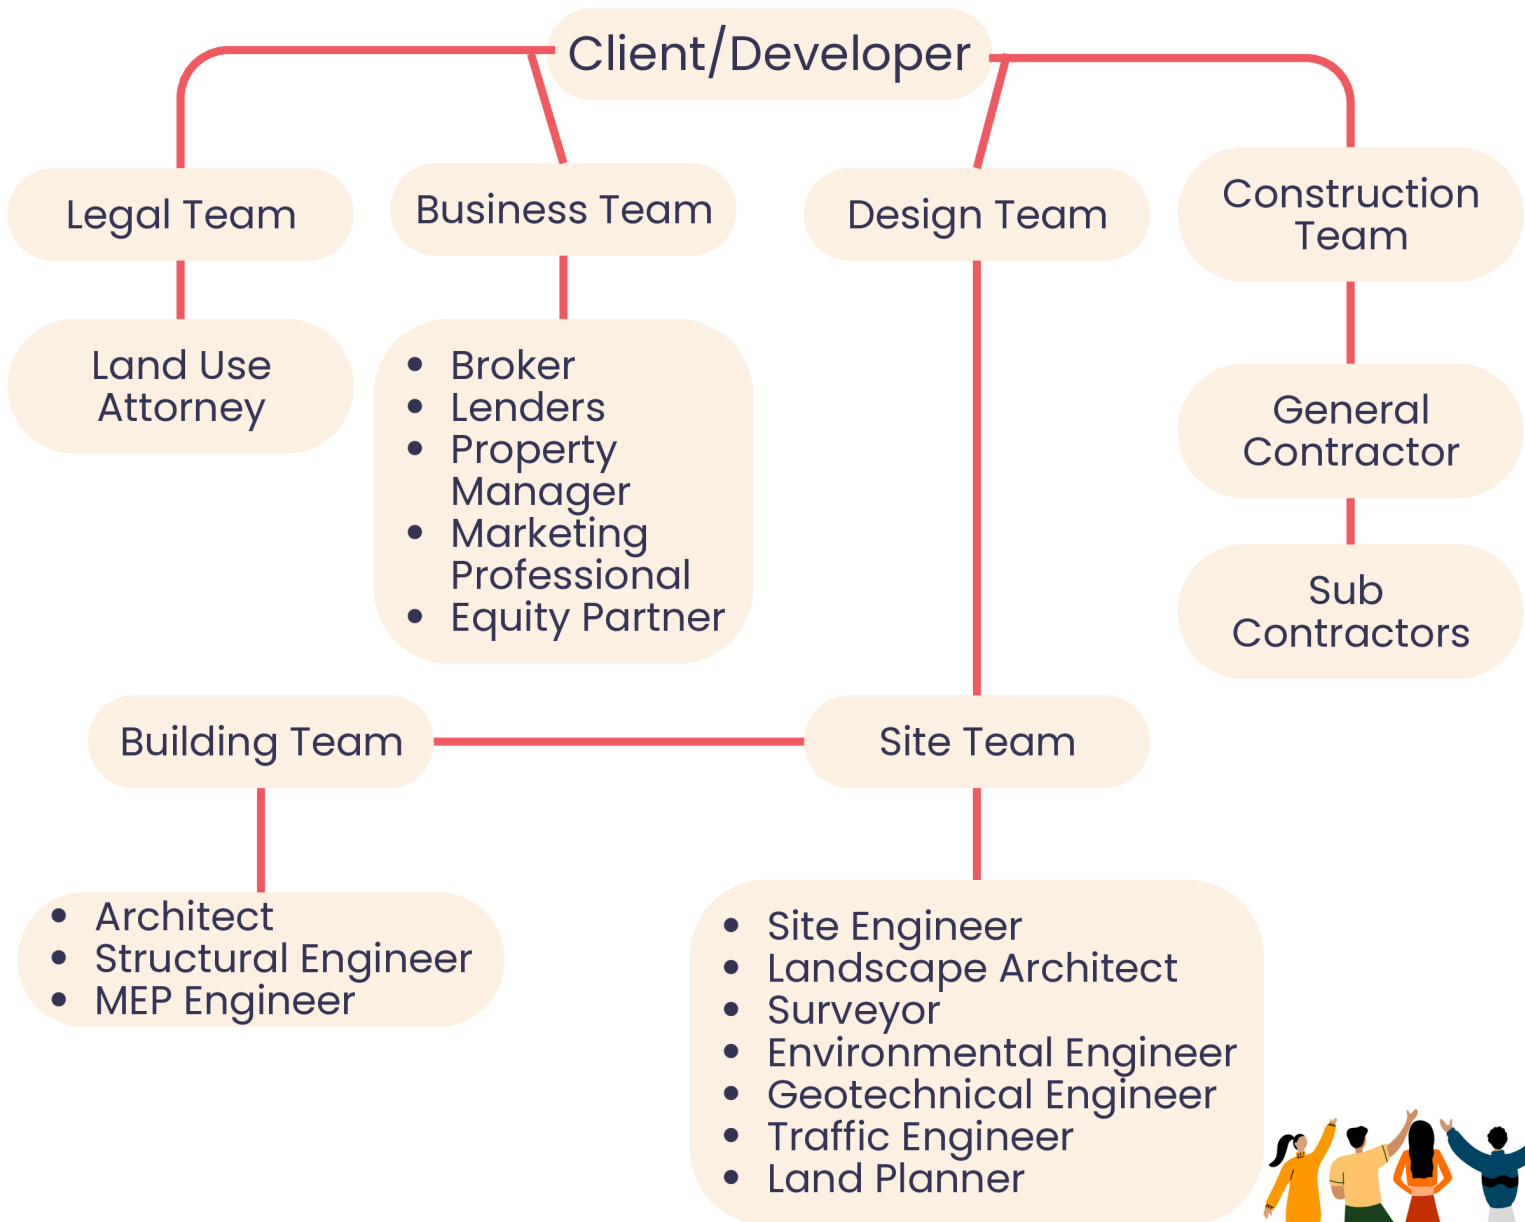 Client/Developer
Legal Team
Business Team
Design Team
Construction
Team
Land Use
Attorney
• Broker
• Lenders
• Property
Manager
• Marketing
Professional
• Equity Partner
General
Contractor
Sub
Contractors
Building Team
Site Team
• Architect
• Structural Engineer
• MEP Engineer
• Site Engineer
• Landscape Architect
• Surveyor
• Environmental Engineer
• Geotechnical Engineer
• Traffic Engineer
• Land Planner